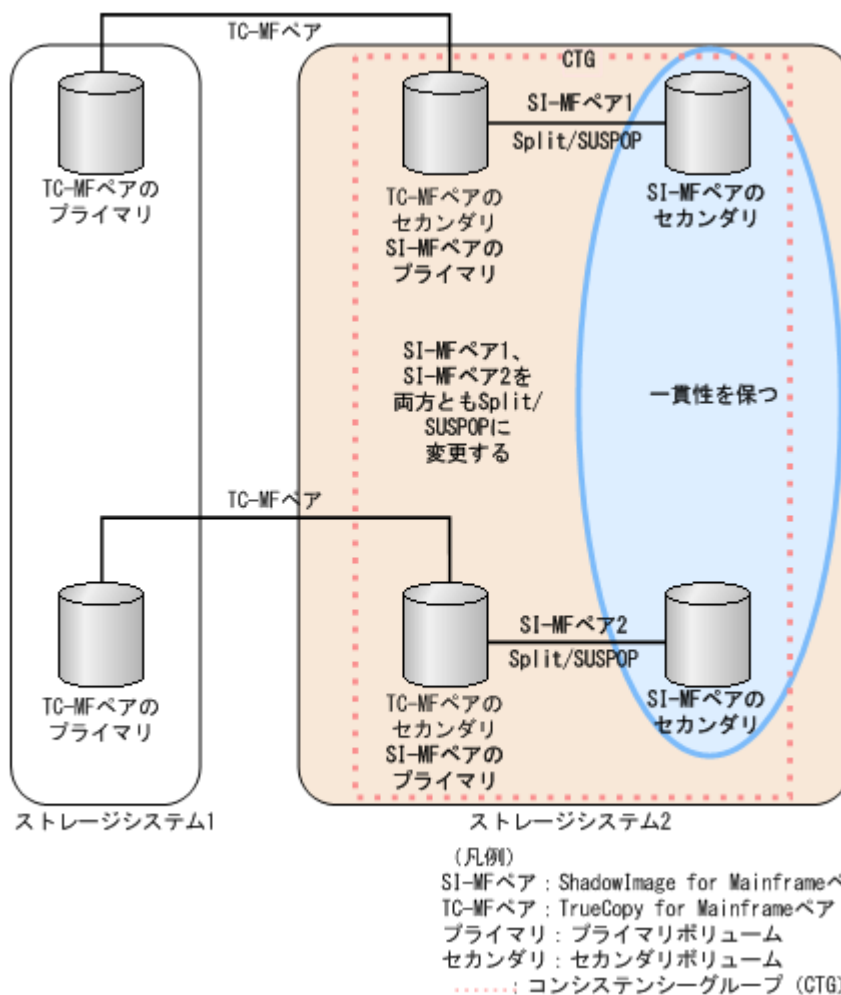 TC-MFペア
CTG
SI-MFペア1
Split/SUSPOP
TC-MFペアの
プライマリ
TC-MFペアの
セカンダリ
SI-MFペアの
プライマリ
SI-MFペアの
セカンダリ
SI-MFペア1、
SI-MFペア2を
両方ともSplit/
SUSPOPに
変更する
一貫性を保つ
TC-MFペア
SI-MFペア2
Split/SUSPOP
TC-MFペアの
プライマリ
TC-MFペアの
セカンダリ
SI-MFペアの
プライマリ
SI-MFペアの
セカンダリ
ストレージシステム1
ストレージシステム2
(凡例)
SI-MFペア:ShadowImage for Mainframeペ
TC-MFペア:TrueCopy for Mainframeペア
プライマリ:プライマリボリューム
セカンダリ:セカンダリボリューム
:コンシステンシーグループ(CTG)